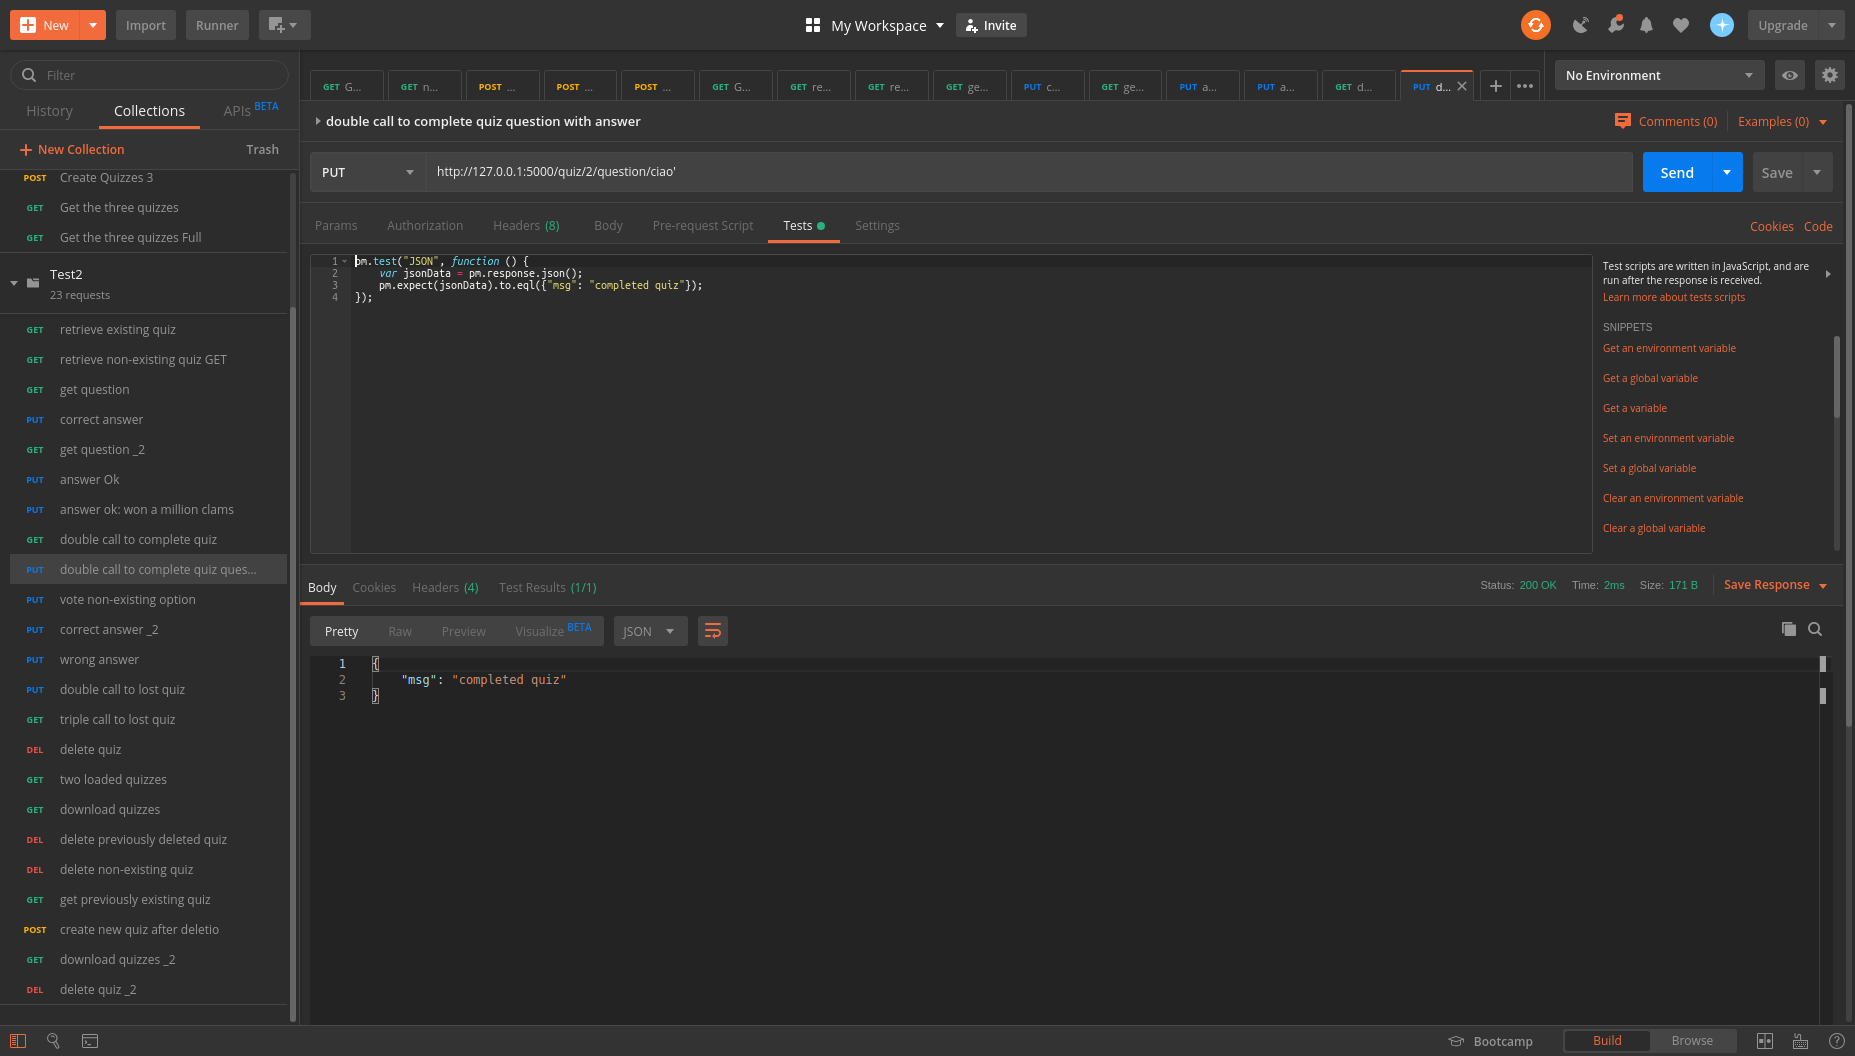 New
Import
Runner
My Workspace
Invite
Upgrade
Filter
History
Collections
APIs BETA
New Collection
Trash
POST Create Quizzes 3
GET Get the three quizzes
GET Get the three quizzes Full
Test2
23 requests
GET retrieve existing quiz
GET retrieve non-existing quiz GET
GET get question
PUT correct answer
GET get question _2
PUT answer Ok
PUT answer ok: won a million clams
GET double call to complete quiz
PUT double call to complete quiz ques...
PUT vote non-existing option
PUT correct answer _2
PUT wrong answer
PUT double call to lost quiz
GET triple call to lost quiz
DEL delete quiz
GET two loaded quizzes
GET download quizzes
DEL delete previously deleted quiz
DEL delete non-existing quiz
GET get previously existing quiz
POST create new quiz after deletio
GET download quizzes _2
DEL delete quiz _2
GET G... GET n... POST ... POST ... POST ... GET G... GET re... GET re... GET ge... PUT c... GET ge... PUT a... PUT a... GET d... PUT d...
No Environment
double call to complete quiz question with answer
Comments (0)
Examples (0)
PUT
http://127.0.0.1:5000/quiz/2/question/ciao'
Send
Save
Params
Authorization
Headers (8)
Body
Pre-request Script
Tests
Settings
Cookies
Code
1 pm.test("JSON", function () {
2 var jsonData = pm.response.json();
3 pm.expect(jsonData).to.eql({"msg": "completed quiz"});
4 });
Test scripts are written in JavaScript, and are
run after the response is received.
Learn more about tests scripts
SNIPPETS
Get an environment variable
Get a global variable
Get a variable
Set an environment variable
Set a global variable
Clear an environment variable
Clear a global variable
Body
Cookies
Headers (4)
Test Results (1/1)
Status: 200 OK
Time: 2ms
Size: 171 B
Save Response
Pretty
Raw
Preview
Visualize BETA
JSON
1 {
2 "msg": "completed quiz"
3 }
Bootcamp
Build
Browse